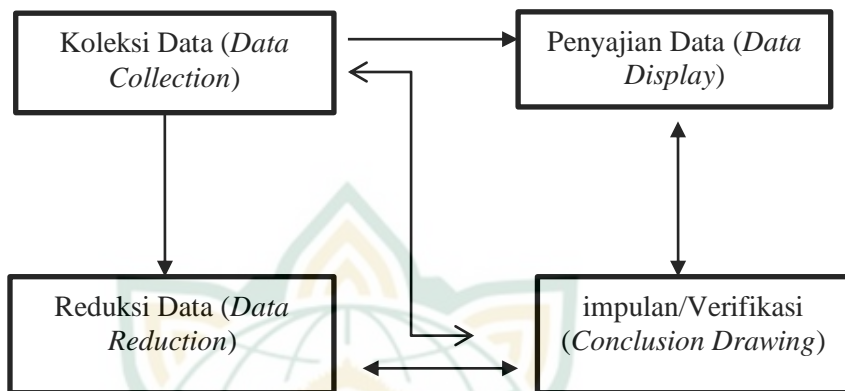 Koleksi Data (Data
Collection)
Penyajian Data (Data
Display)
Reduksi Data (Data
Reduction)
impulan/Verifikasi
(Conclusion Drawing)